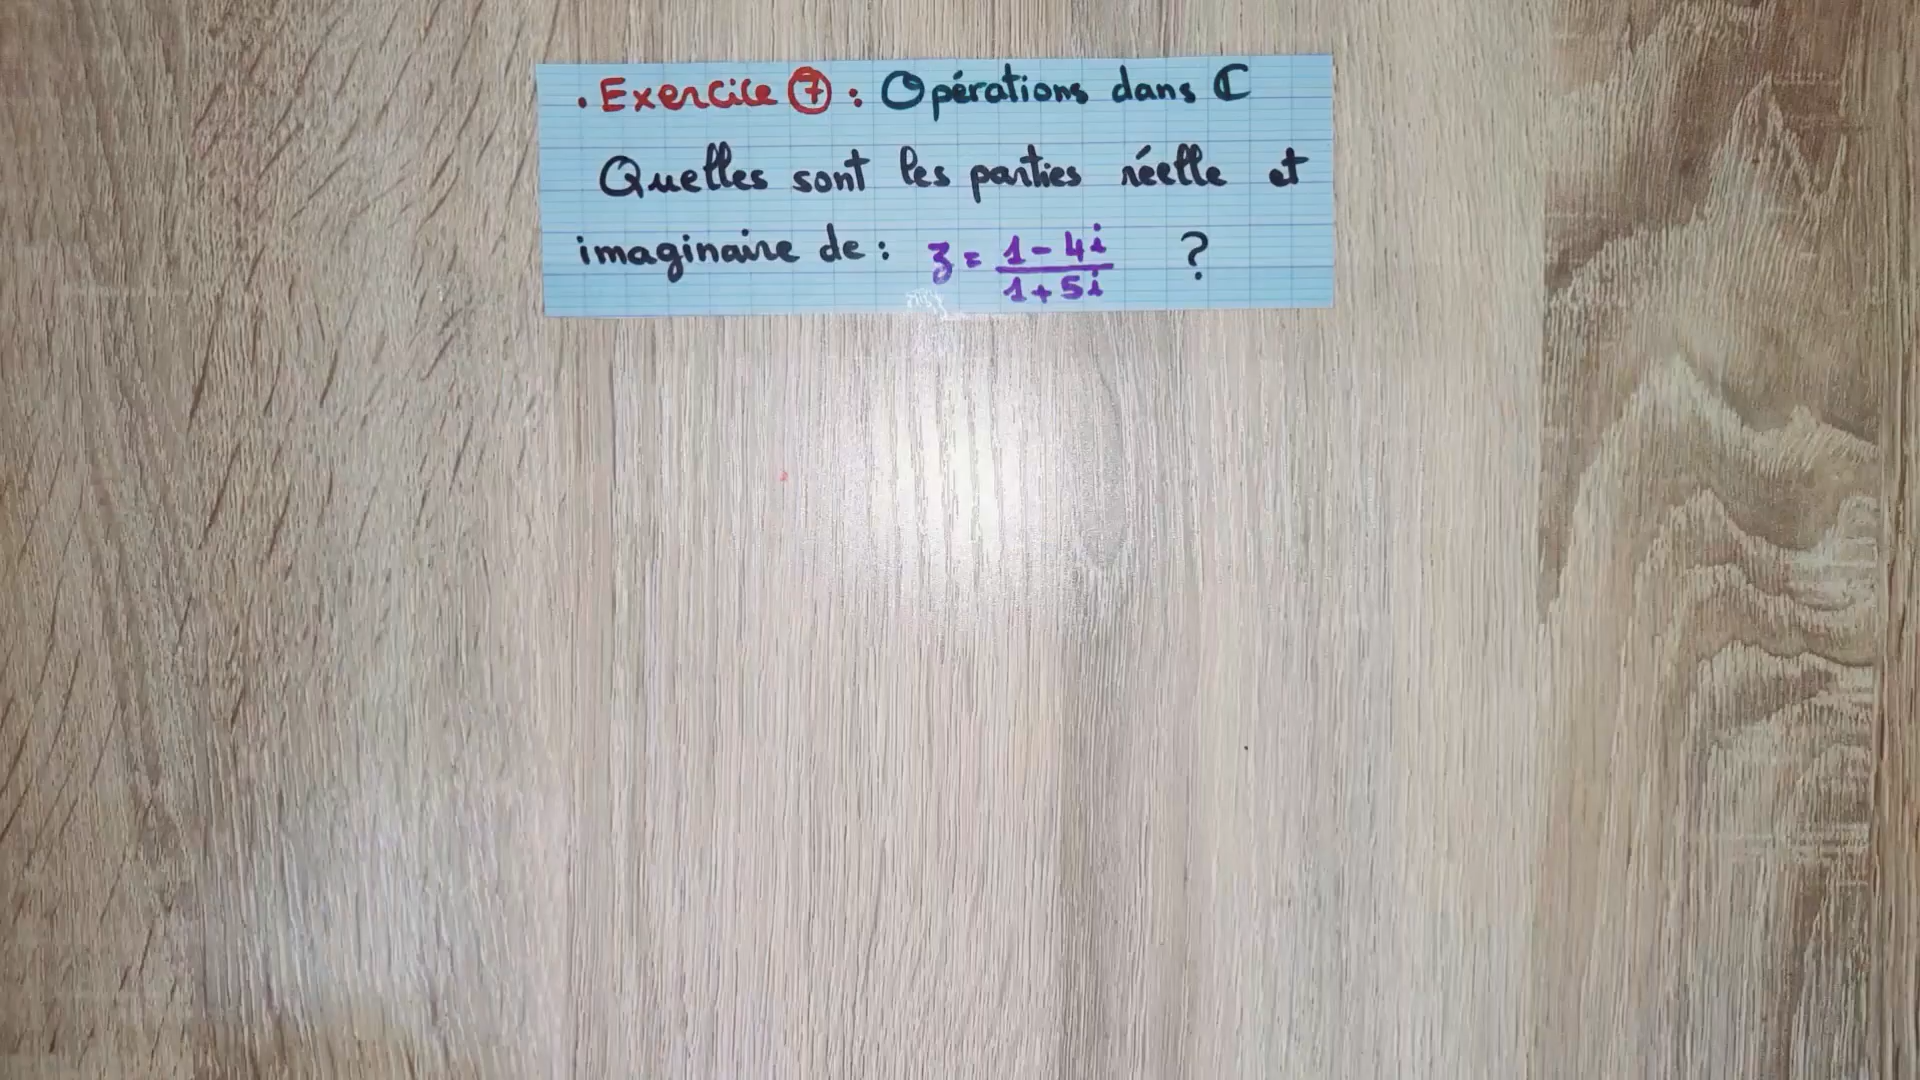 . Exercice 7 : Opérations dans ℂ
Quelles sont les parties réelle et
imaginaire de : z = (1 - 4i)/(1 + 5i) ?